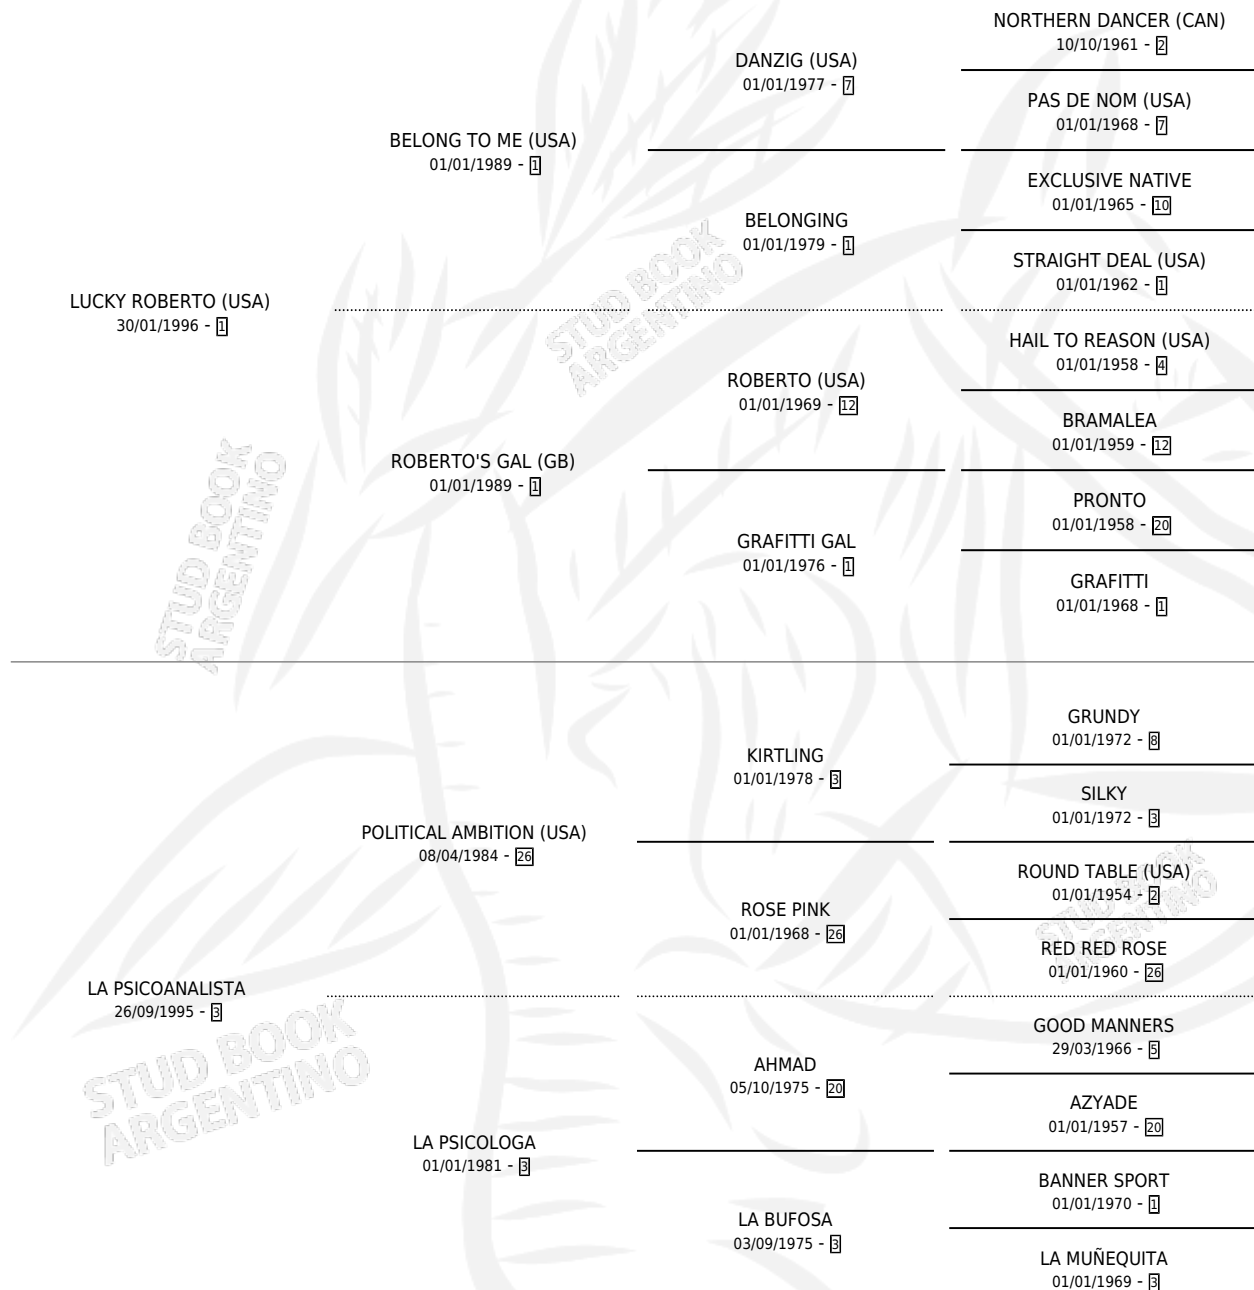 NORTHERN DANCER (CAN)
10/10/1961 - 2
DANZIG (USA)
01/01/1977 - 7
PAS DE NOM (USA)
01/01/1968 - 7
BELONG TO ME (USA)
01/01/1989 - 1
EXCLUSIVE NATIVE
01/01/1965 - 10
BELONGING
01/01/1979 - 1
STRAIGHT DEAL (USA)
01/01/1962 - 1
LUCKY ROBERTO (USA)
30/01/1996 - 1
STUD BOOK
ARGENTINO
HAIL TO REASON (USA)
01/01/1958 - 4
ROBERTO (USA)
01/01/1969 - 12
BRAMALEA
01/01/1959 - 12
ROBERTO'S GAL (GB)
01/01/1989 - 1
PRONTO
01/01/1958 - 20
GRAFITTI GAL
01/01/1976 - 1
GRAFITTI
01/01/1968 - 1
STUD BOOK
ARGENTINO
GRUNDY
01/01/1972 - 8
KIRTLING
01/01/1978 - 3
SILKY
01/01/1972 - 3
POLITICAL AMBITION (USA)
08/04/1984 - 26
ROUND TABLE (USA)
01/01/1954 - 2
ROSE PINK
01/01/1968 - 26
STUD BOOK
ARGENTINO
RED RED ROSE
01/01/1960 - 26
LA PSICOANALISTA
26/09/1995 - 3
GOOD MANNERS
29/03/1966 - 5
AHMAD
05/10/1975 - 20
STUD BOOK
ARGENTINO
AZYADE
01/01/1957 - 20
LA PSICOLOGA
01/01/1981 - 3
BANNER SPORT
01/01/1970 - 1
LA BUFOSA
03/09/1975 - 3
LA MUÑEQUITA
01/01/1969 - 3